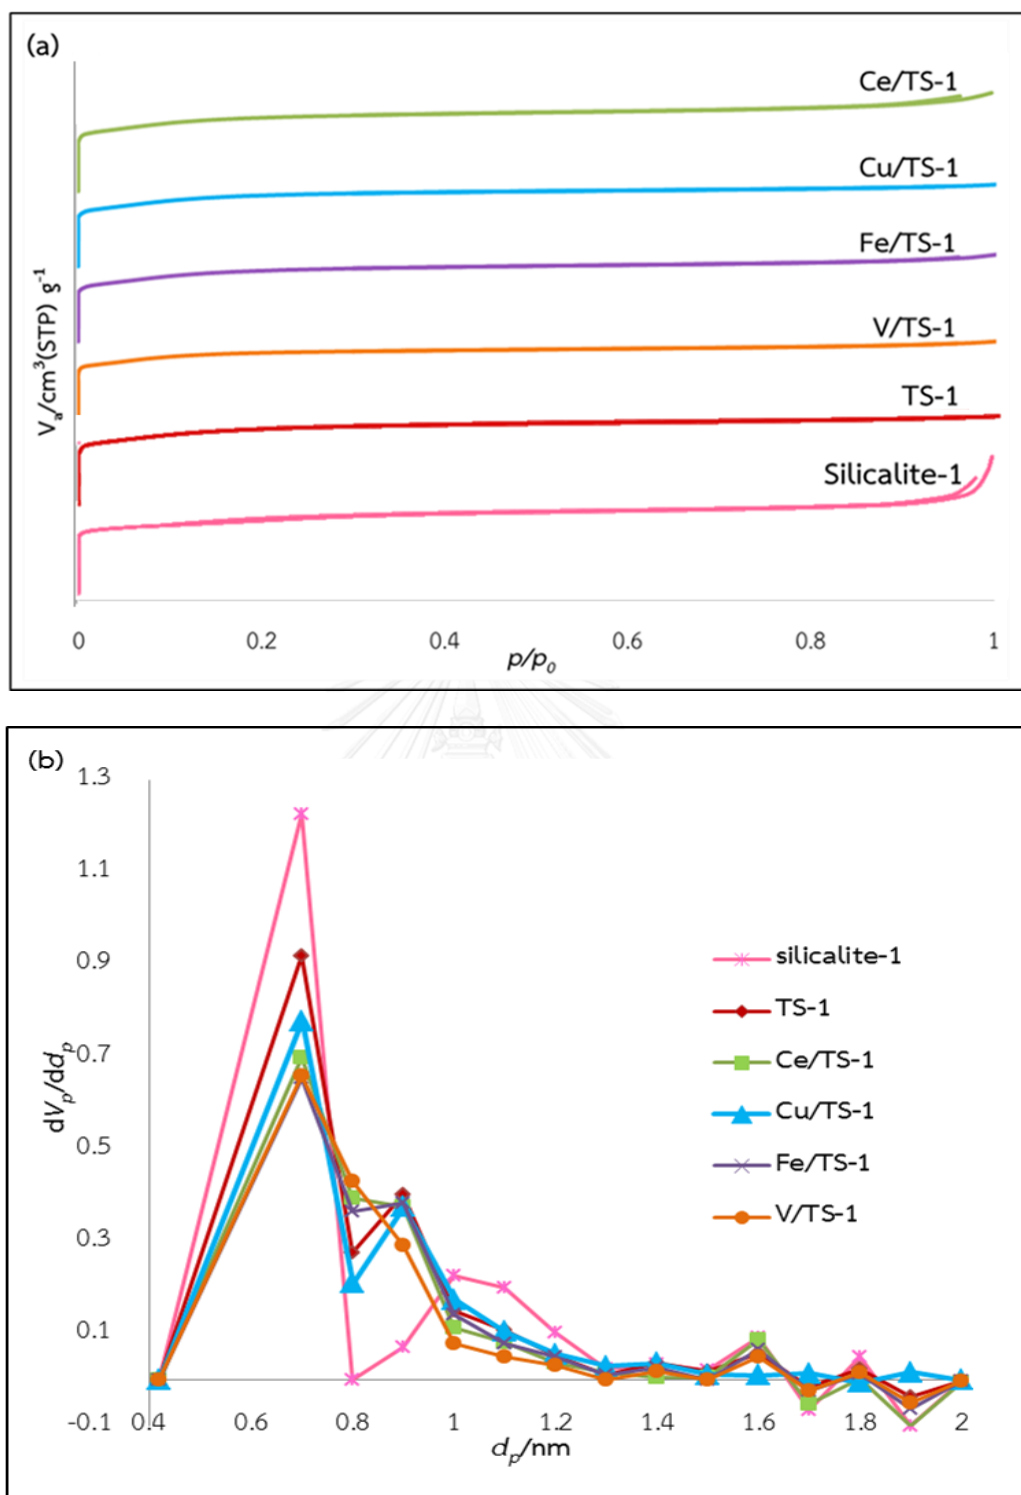 (a)
Ce/TS-1
Cu/TS-1
Fe/TS-1
V/TS-1
TS-1
Silicalite-1
Vₐ/cm³(STP) g⁻¹
0 0.2 0.4 0.6 0.8 1
p/p₀
(b)
1.3
1.1
0.9
0.7
0.5
0.3
0.1
-0.1
dVₚ/ddₚ
silicalite-1
TS-1
Ce/TS-1
Cu/TS-1
Fe/TS-1
V/TS-1
0.4 0.6 0.8 1 1.2 1.4 1.6 1.8 2
dₚ/nm